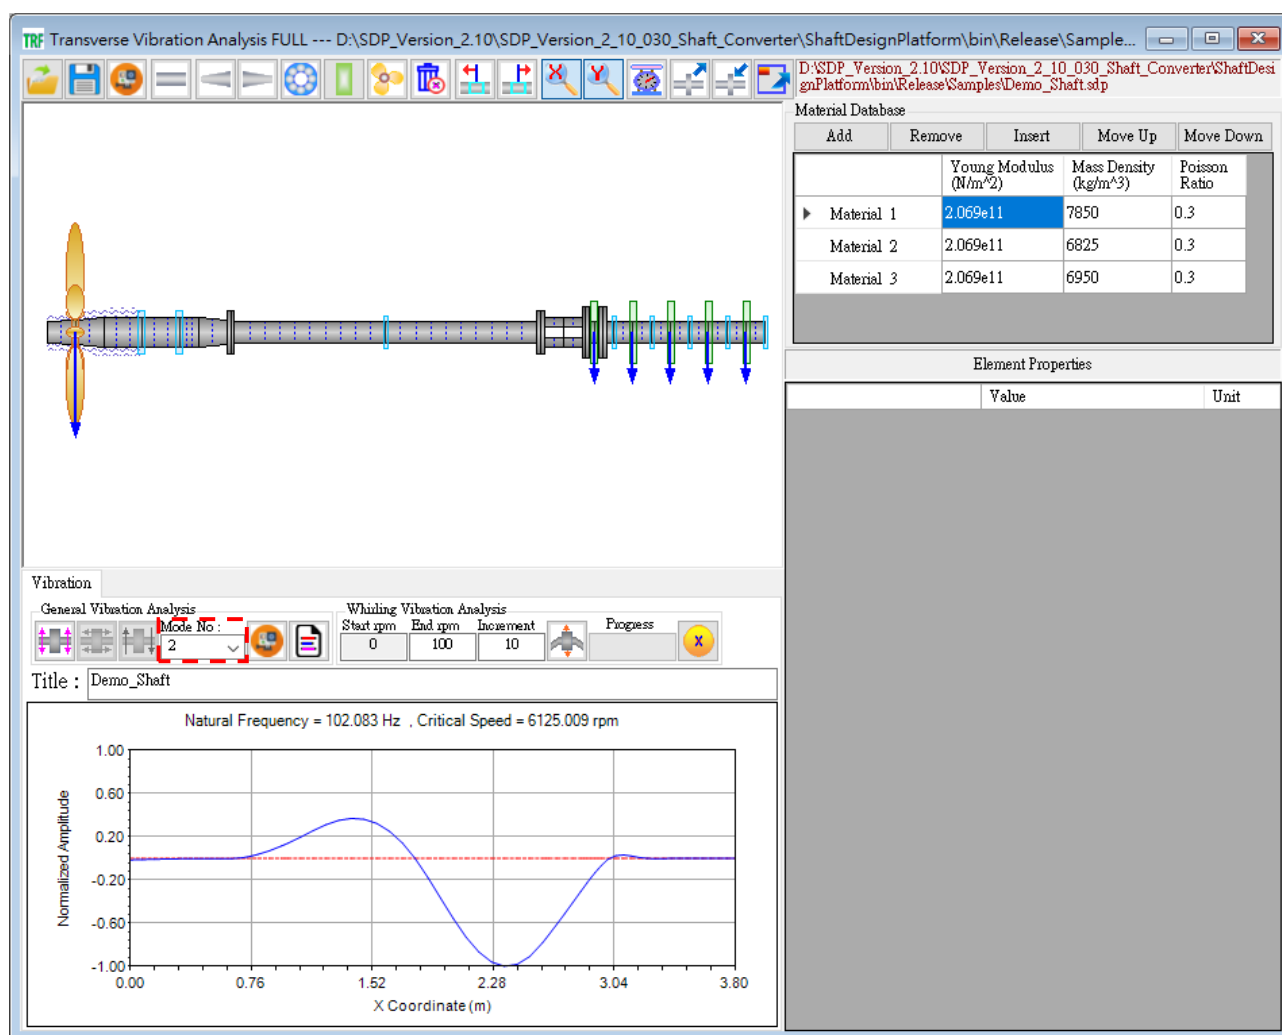 TRF Transverse Vibration Analysis FULL --- D:\SDP_Version_2.10\SDP_Version_2_10_030_Shaft_Converter\ShaftDesignPlatform\bin\Release\Sample...
D:\SDP_Version_2.10\SDP_Version_2_10_030_Shaft_Converter\ShaftDesi
gnPlatform\bin\Release\Samples\Demo_Shaft.sdp
X Y
Material Database
Add Remove Insert Move Up Move Down
Young Modulus (N/m^2) Mass Density (kg/m^3) Poisson Ratio
Material 1 2.069e11 7850 0.3
Material 2 2.069e11 6825 0.3
Material 3 2.069e11 6950 0.3
Element Properties
Value Unit
Vibration
General Vibration Analysis
Mode No :
2
Whirling Vibration Analysis
Start rpm End rpm Increment Progress
0 100 10
X
Title : Demo_Shaft
Natural Frequency = 102.083 Hz , Critical Speed = 6125.009 rpm
Normalized Amplitude
1.00
0.60
0.20
-0.20
-0.60
-1.00
0.00 0.76 1.52 2.28 3.04 3.80
X Coordinate (m)